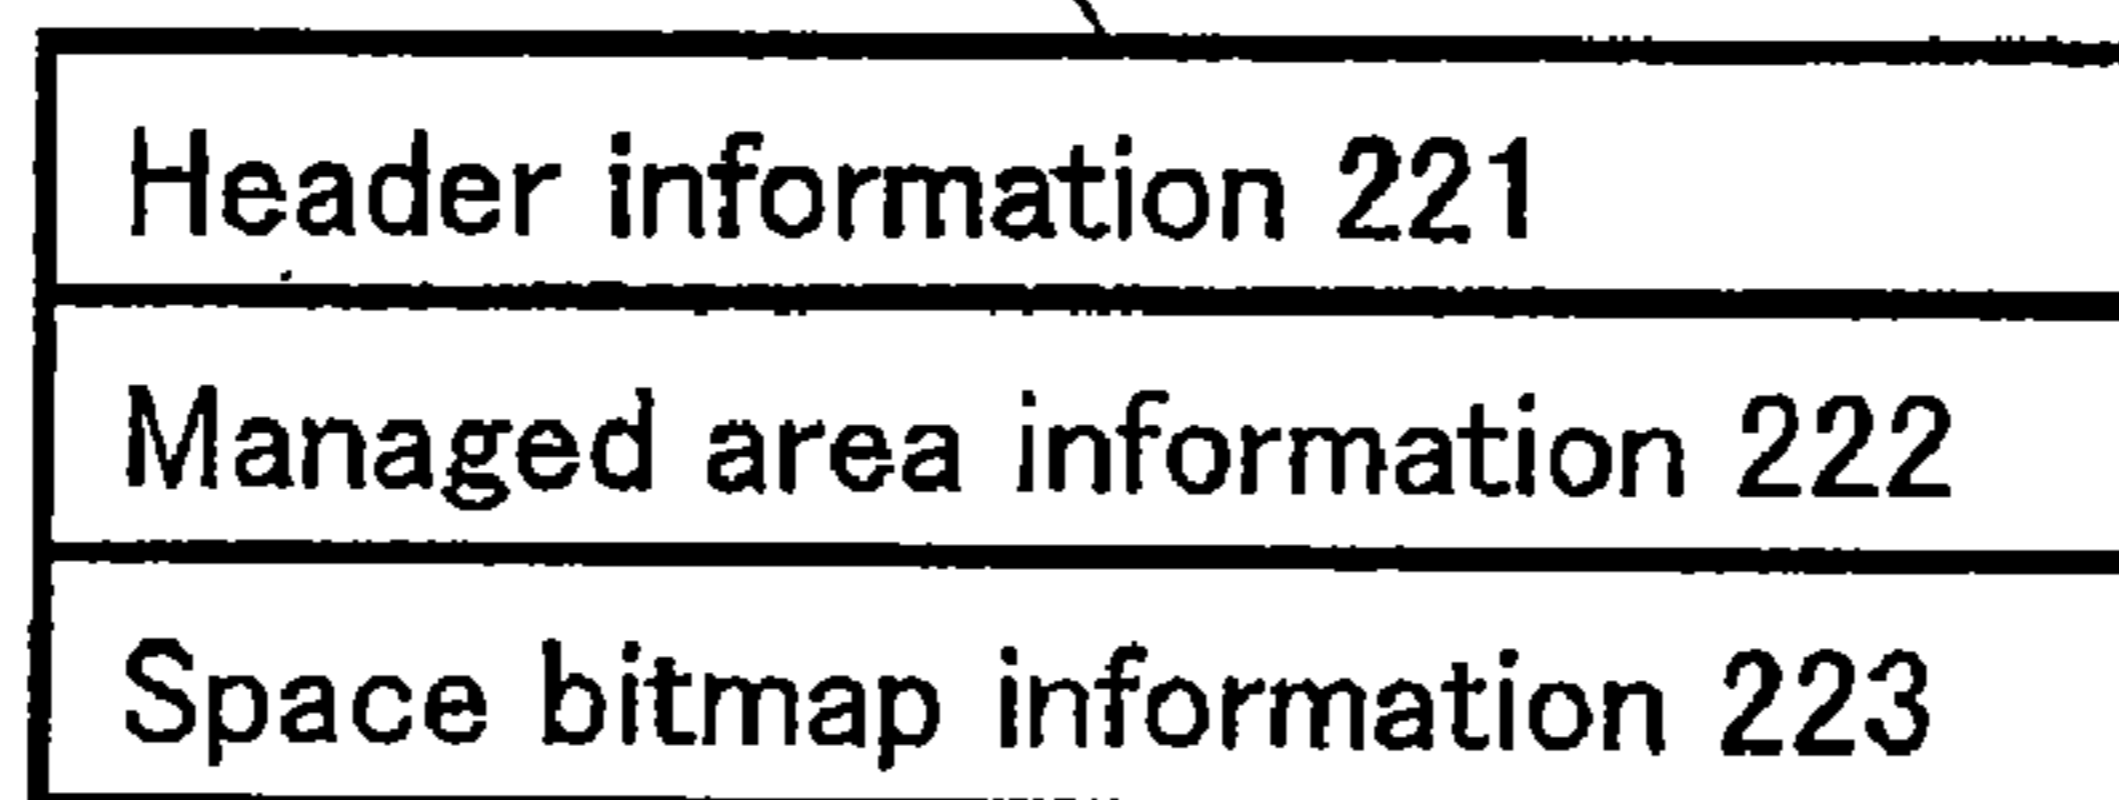 Header information 221
Managed area information 222
Space bitmap information 223